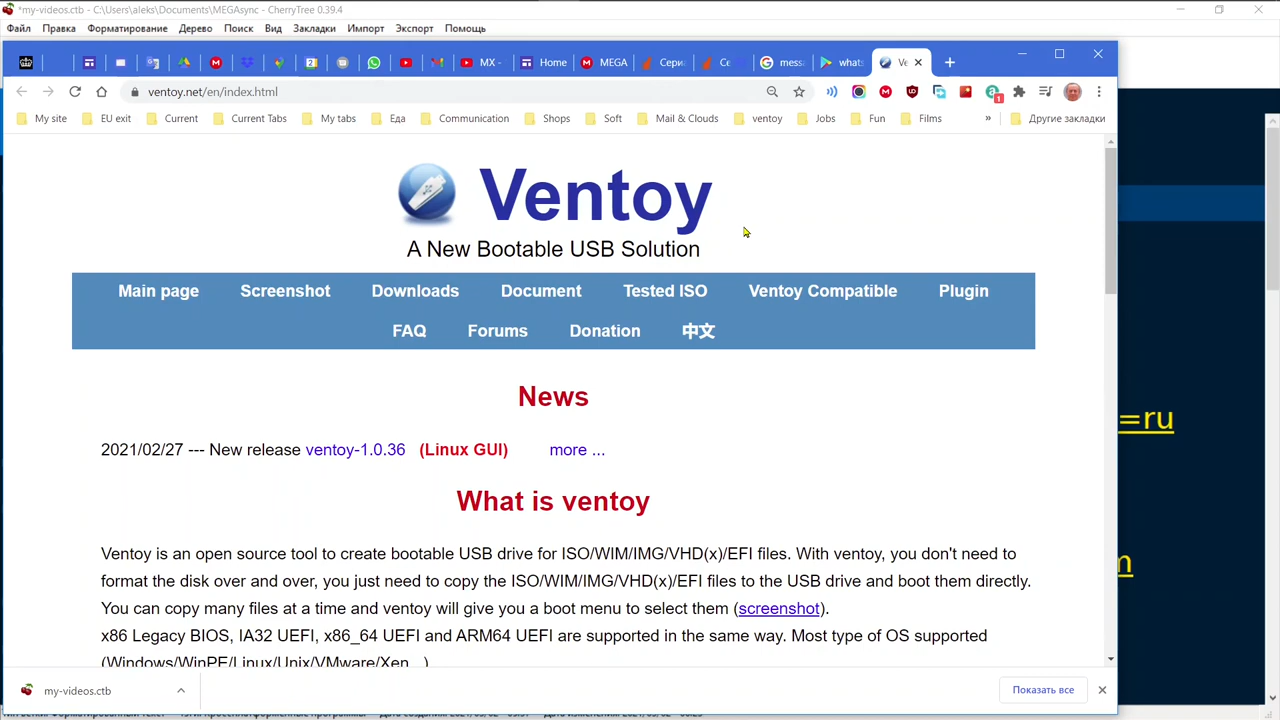 *my-videos.ctb - C:\Users\aleks\Documents\MEGAsync - CherryTree 0.39.4
Файл Правка Форматирование Дерево Поиск Вид Закладки Импорт Экспорт Помощь
MX - Home MEGA Сери Се mess whats Ve
ventoy.net/en/index.html
My site EU exit Current Current Tabs My tabs Еда Communication Shops Soft Mail & Clouds ventoy Jobs Fun Films » Другие закладки
Ventoy
A New Bootable USB Solution
Main page Screenshot Downloads Document Tested ISO Ventoy Compatible Plugin
FAQ Forums Donation 中文
News
=ru
2021/02/27 --- New release ventoy-1.0.36 (Linux GUI) more ...
What is ventoy
Ventoy is an open source tool to create bootable USB drive for ISO/WIM/IMG/VHD(x)/EFI files. With ventoy, you don't need to
format the disk over and over, you just need to copy the ISO/WIM/IMG/VHD(x)/EFI files to the USB drive and boot them directly.
You can copy many files at a time and ventoy will give you a boot menu to select them (screenshot).
x86 Legacy BIOS, IA32 UEFI, x86_64 UEFI and ARM64 UEFI are supported in the same way. Most type of OS supported
(Windows/WinPE/Linux/Unix/VMware/Xen...)
my-videos.ctb Показать все